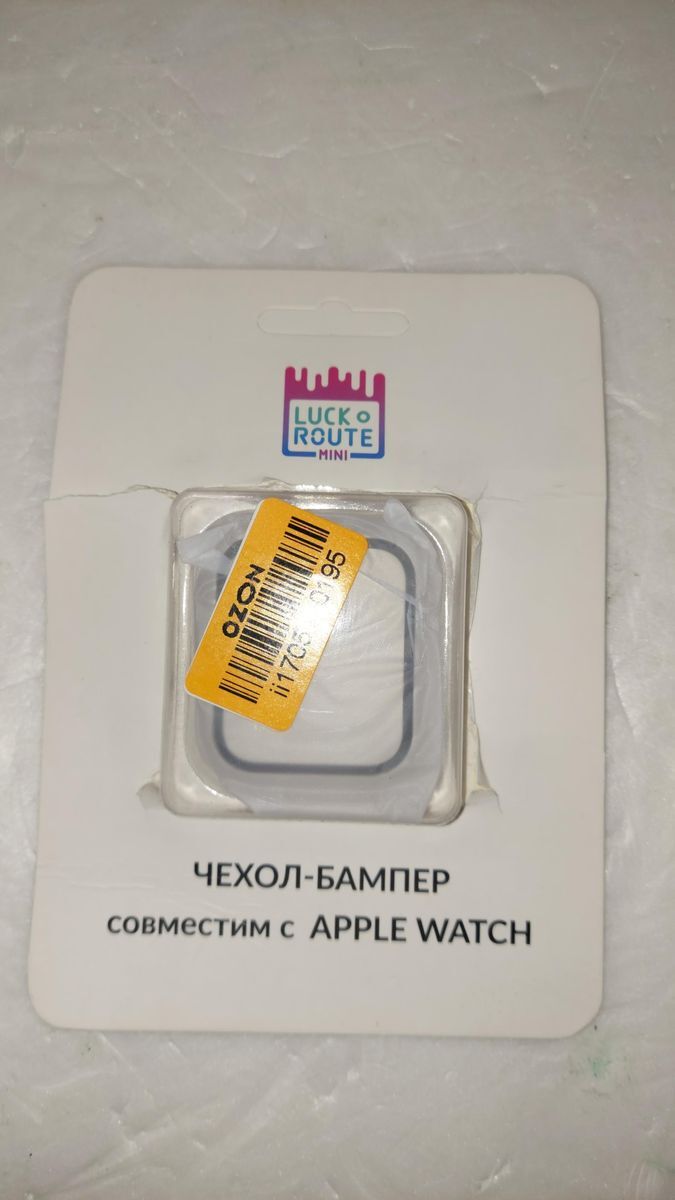 LUCK
ROUTE
MINI
OZON
ЧЕХОЛ-БАМПЕР
совместим с APPLE WATCH